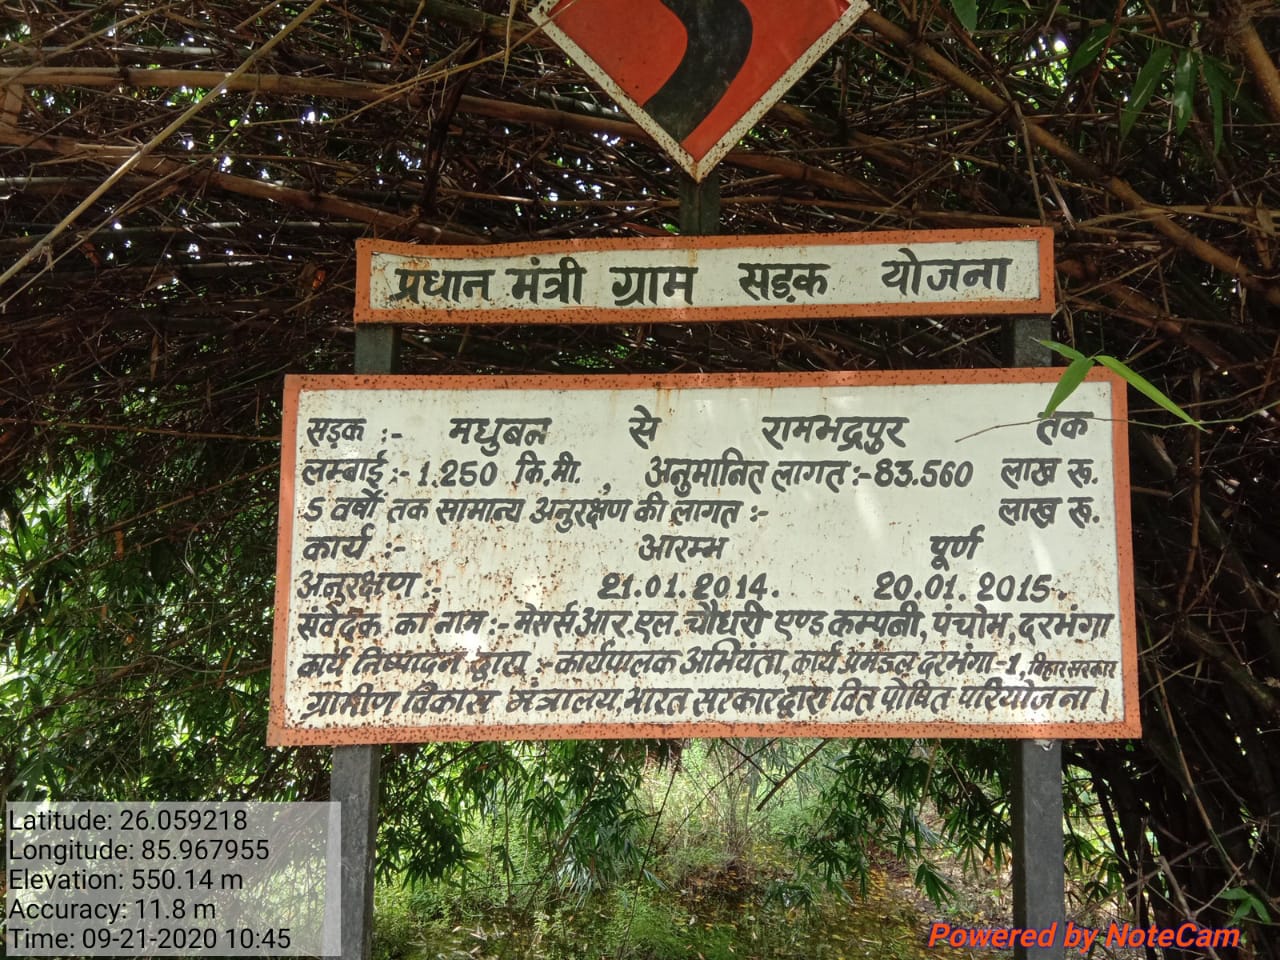 प्रधान मंत्री ग्राम सड़क योजना
सड़क :- मधुबन से रामभद्रपुर तक
लम्बाई :- 1.250 कि.मी. , अनुमानित लागत :- 83.560 लाख रू.
5 वर्षों तक सामान्य अनुरक्षण की लागत :- लाख रू.
कार्य :- आरम्भ पूर्ण
अनुरक्षण :- 21.01.2014. 20.01.2015.
संवेदक का नाम :- मेसर्स आर.एल. चौधरी एण्ड कम्पनी, पंचोभ, दरभंगा
कार्य निष्पादन द्वारा :- कार्यपालक अभियंता, कार्य प्रमंडल दरभंगा-1, बिहार सरकार
ग्रामीण विकास मंत्रालय, भारत सरकार द्वारा वित पोषित परियोजना ।
Latitude: 26.059218
Longitude: 85.967955
Elevation: 550.14 m
Accuracy: 11.8 m
Time: 09-21-2020 10:45
Powered by NoteCam